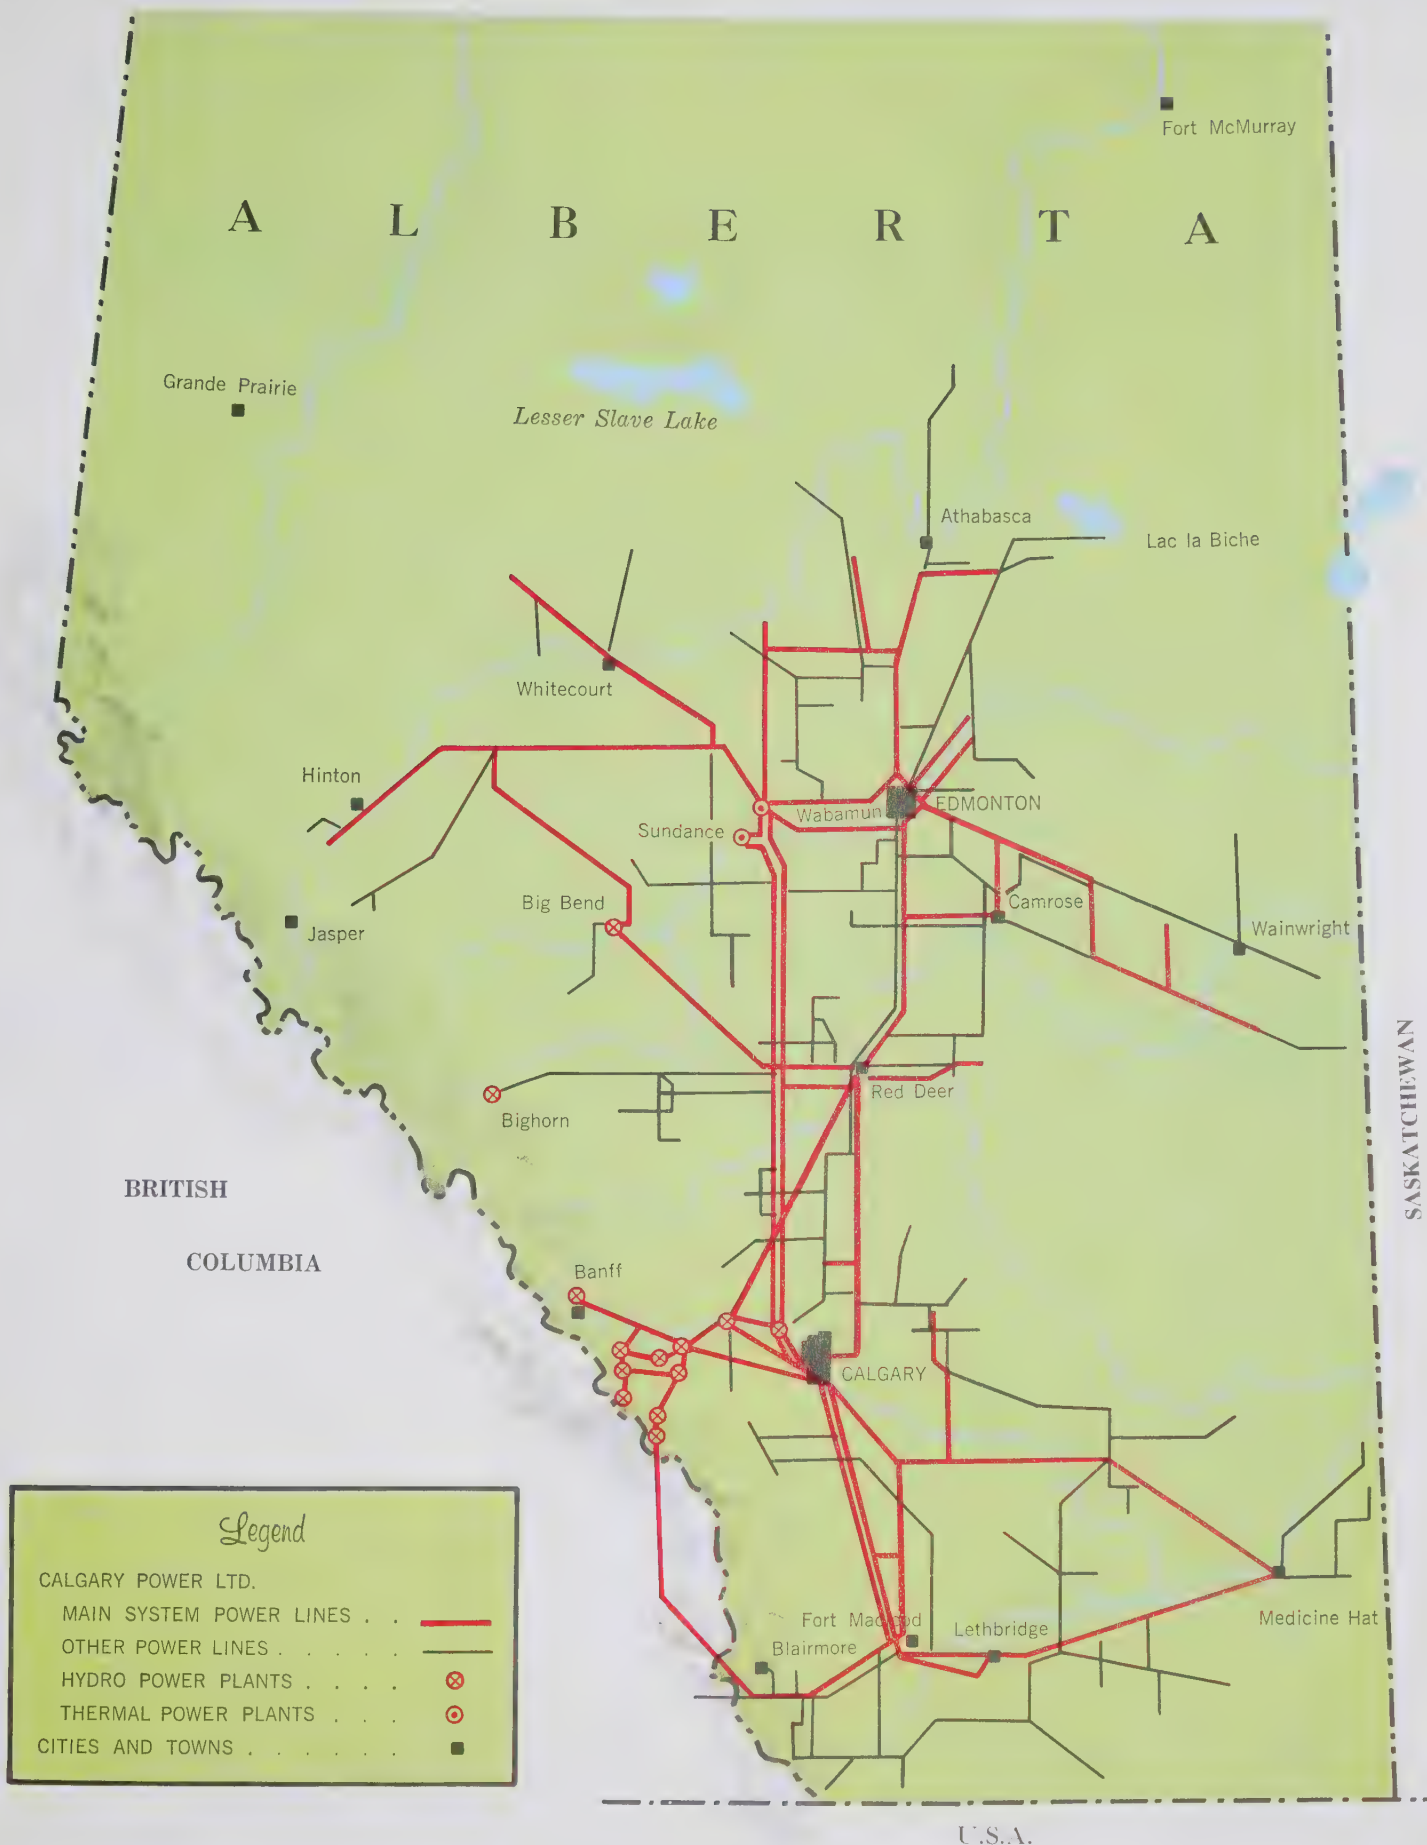 Fort McMurray
A L B E R T A
Grande Prairie
Lesser Slave Lake
Athabasca
Lac la Biche
Whitecourt
Hinton
Wabamun
EDMONTON
Sundance
Big Bend
Camrose
Jasper
Wainwright
Red Deer
Bighorn
SASKATCHEWAN
BRITISH
COLUMBIA
Banff
CALGARY
Legend
CALGARY POWER LTD.
MAIN SYSTEM POWER LINES . .
OTHER POWER LINES . . . . .
HYDRO POWER PLANTS . . . .
THERMAL POWER PLANTS . . .
CITIES AND TOWNS . . . . . .
Fort Macleod
Lethbridge
Medicine Hat
Blairmore
U.S.A.